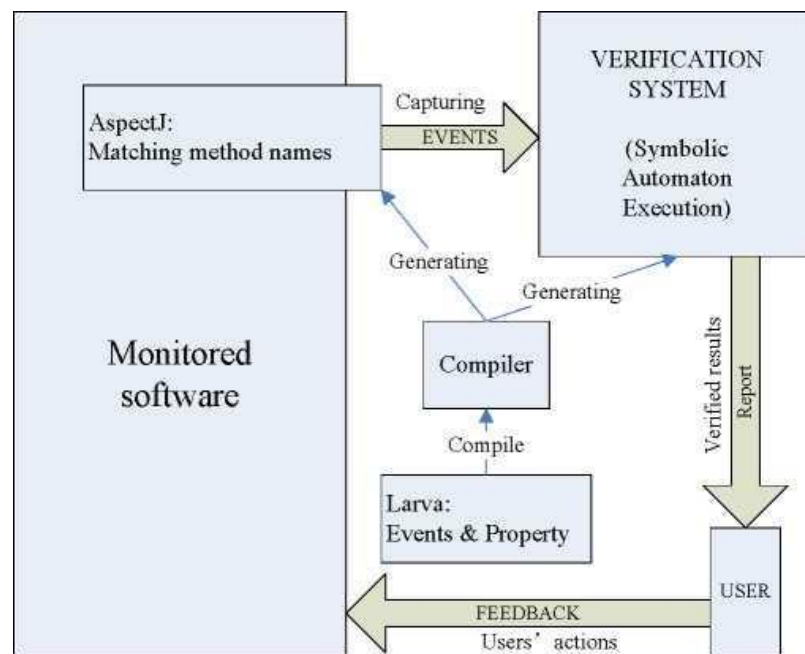 VERIFICATION
SYSTEM
(Symbolic
Automaton
Execution)
AspectJ:
Matching method names
Capturing
EVENTS
Generating
Generating
Monitored
software
Compiler
Compile
Larva:
Events & Property
Verified results
Report
USER
FEEDBACK
Users' actions